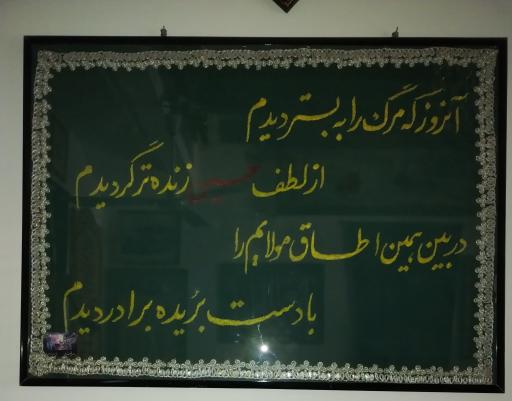 آنروز که مرگ را به بستر دیدم
از لطف حسین زنده تر گردیدم
در بین همین اطاق مولایم را
با دست بریده برادر دیدم